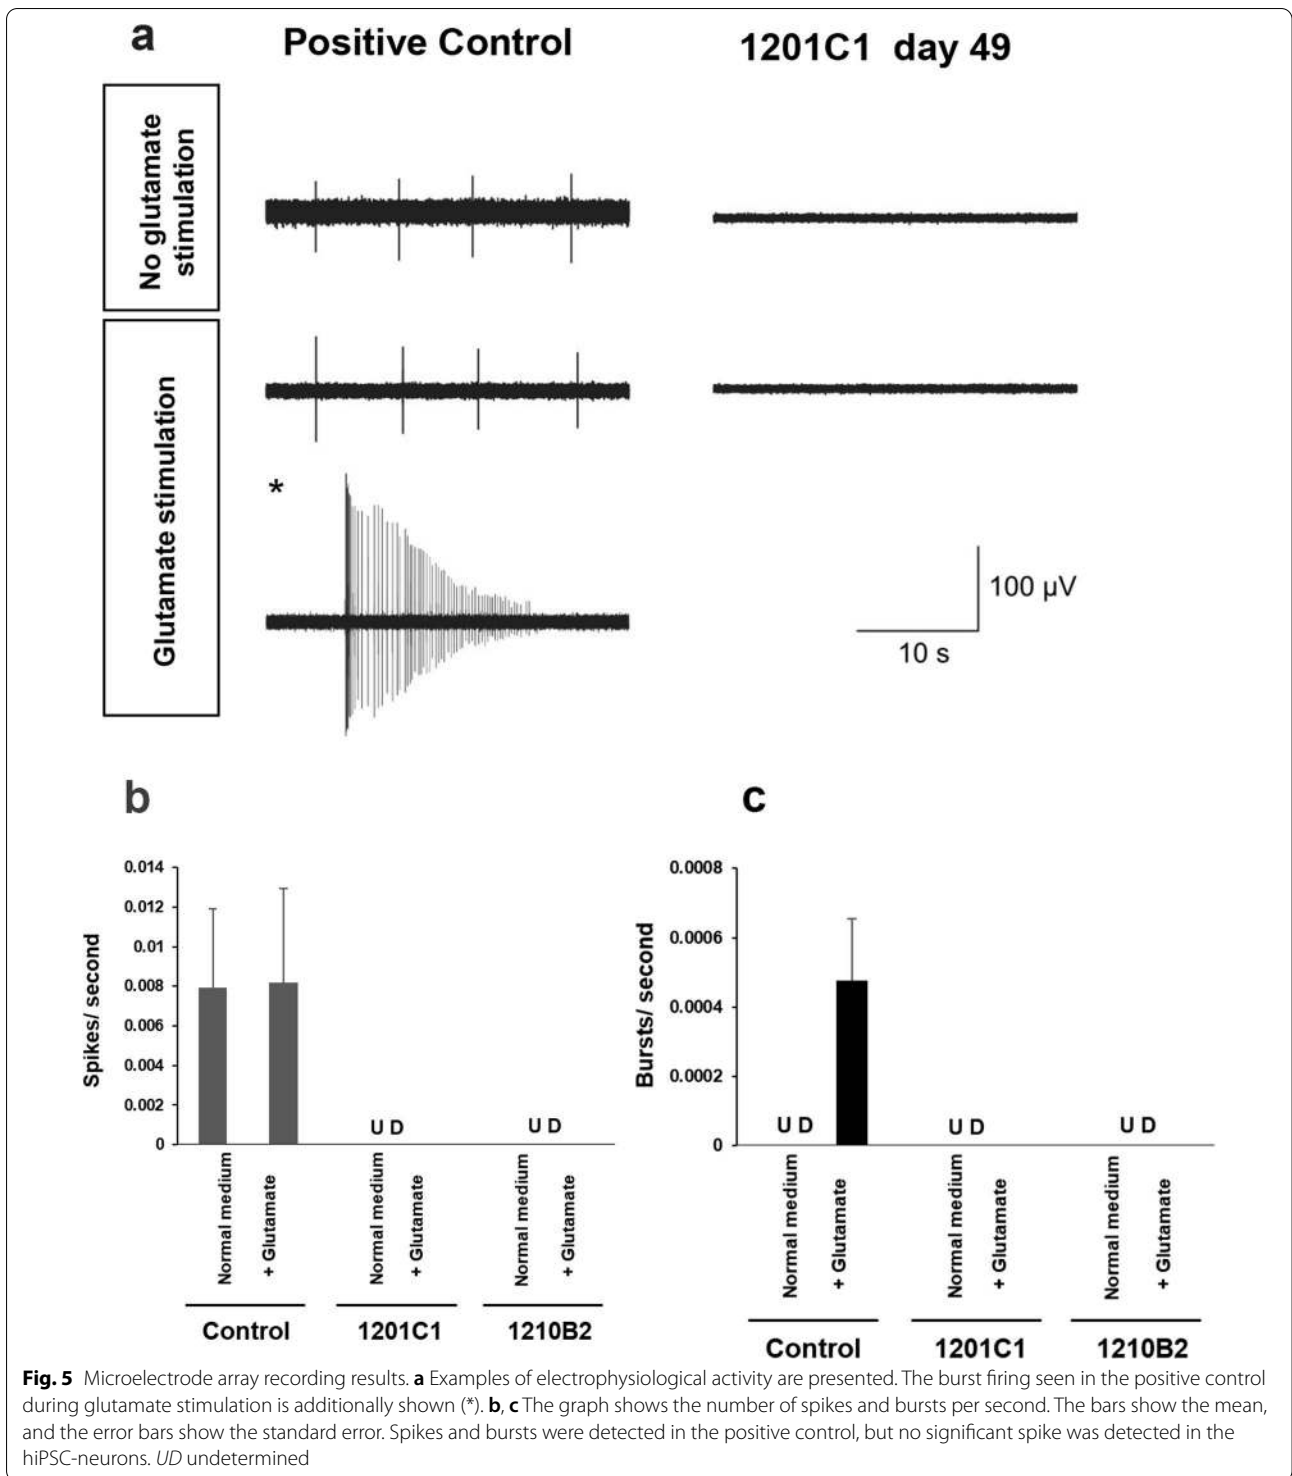 a
Positive Control
1201C1 day 49
No glutamate
stimulation
Glutamate stimulation
*
100 µV
10 s
b
Spikes/ second
0.014
0.012
0.01
0.008
0.006
0.004
0.002
0
U D
U D
Normal medium
+ Glutamate
Normal medium
+ Glutamate
Normal medium
+ Glutamate
Control
1201C1
1210B2
c
Bursts/ second
0.0008
0.0006
0.0004
0.0002
0
U D
U D
U D
Normal medium
+ Glutamate
Normal medium
+ Glutamate
Normal medium
+ Glutamate
Control
1201C1
1210B2
Fig. 5 Microelectrode array recording results. a Examples of electrophysiological activity are presented. The burst firing seen in the positive control
during glutamate stimulation is additionally shown (*). b, c The graph shows the number of spikes and bursts per second. The bars show the mean,
and the error bars show the standard error. Spikes and bursts were detected in the positive control, but no significant spike was detected in the
hiPSC-neurons. UD undetermined